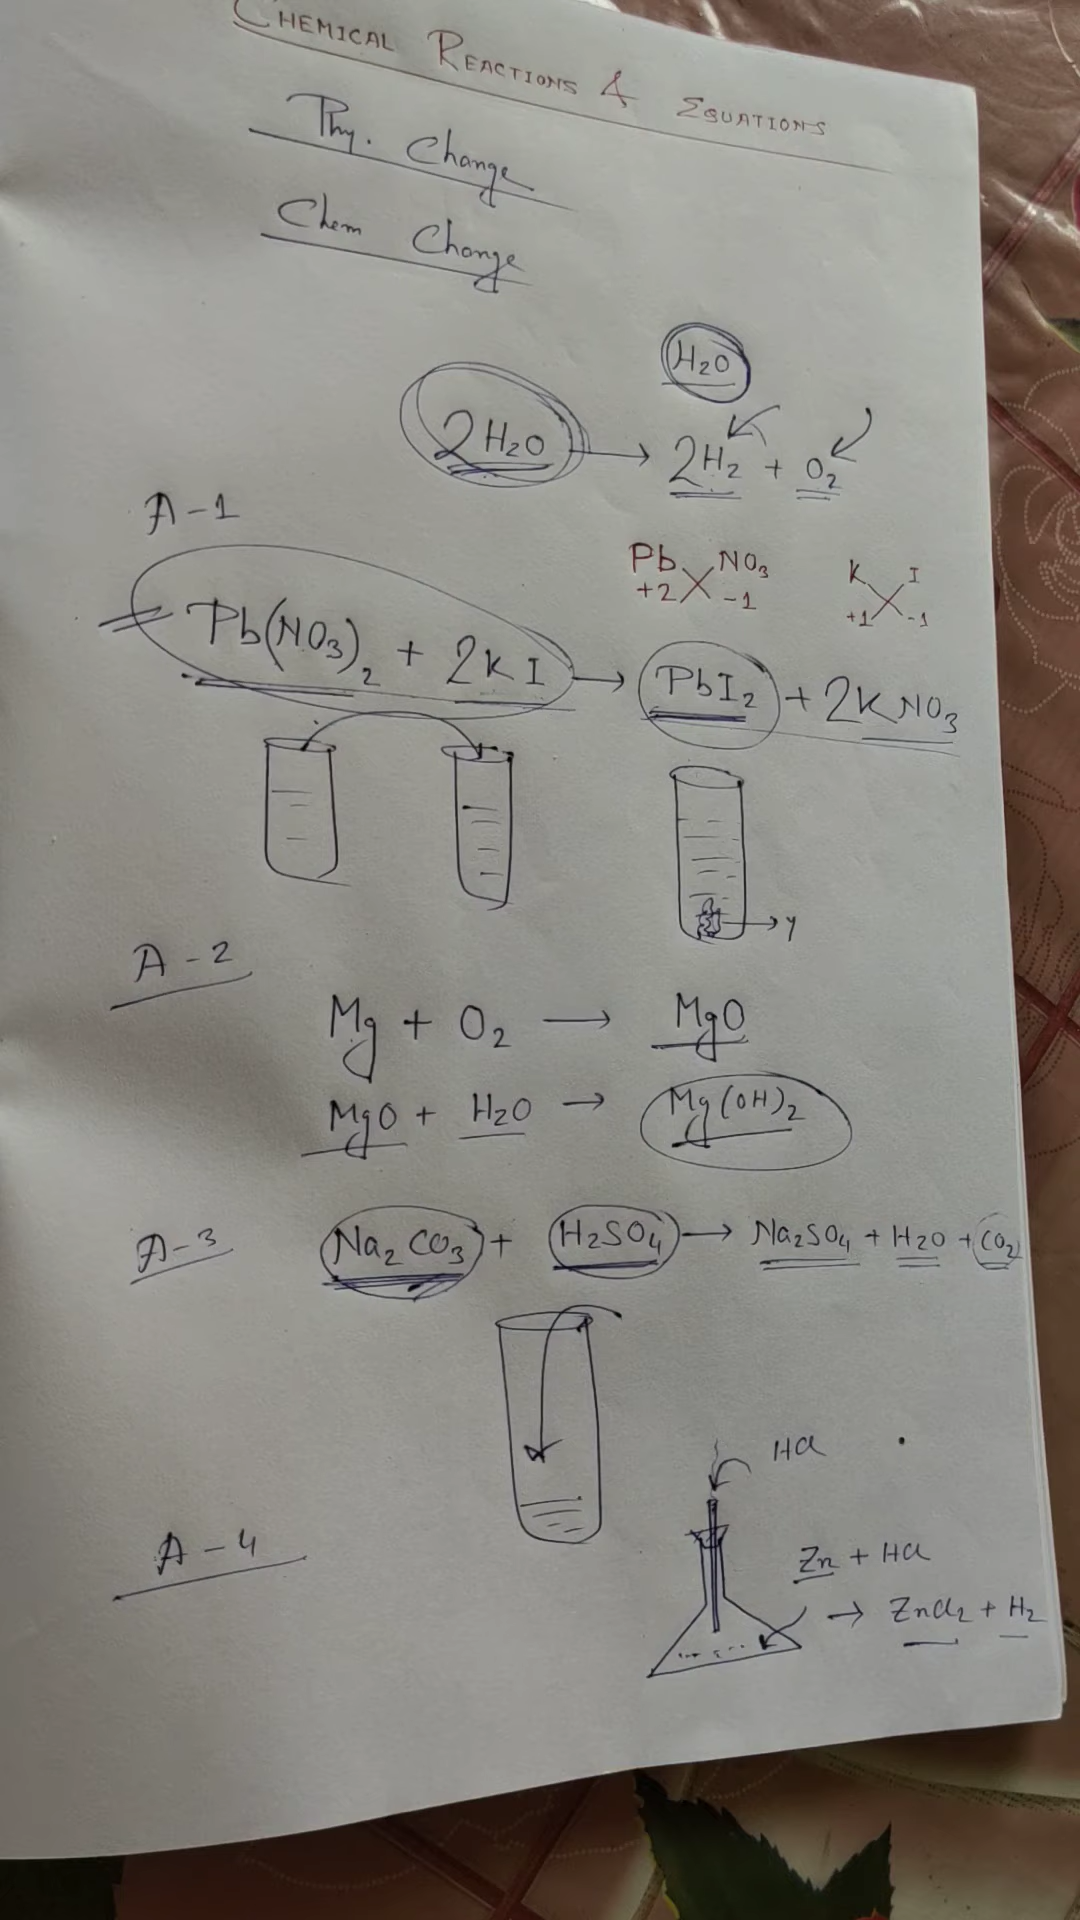 CHEMICAL REACTIONS & EQUATIONS
Phy. Change
Chem Change
H2O
2H2O → 2H2 + O2
A-1
Pb NO3 K I
+2 -1 +1 -1
Pb(NO3)2 + 2KI → PbI2 + 2KNO3
→ Y
A-2
Mg + O2 → MgO
MgO + H2O → Mg(OH)2
A-3 Na2CO3 + H2SO4 → Na2SO4 + H2O + CO2
HCl
A-4
Zn + HCl
→ ZnCl2 + H2